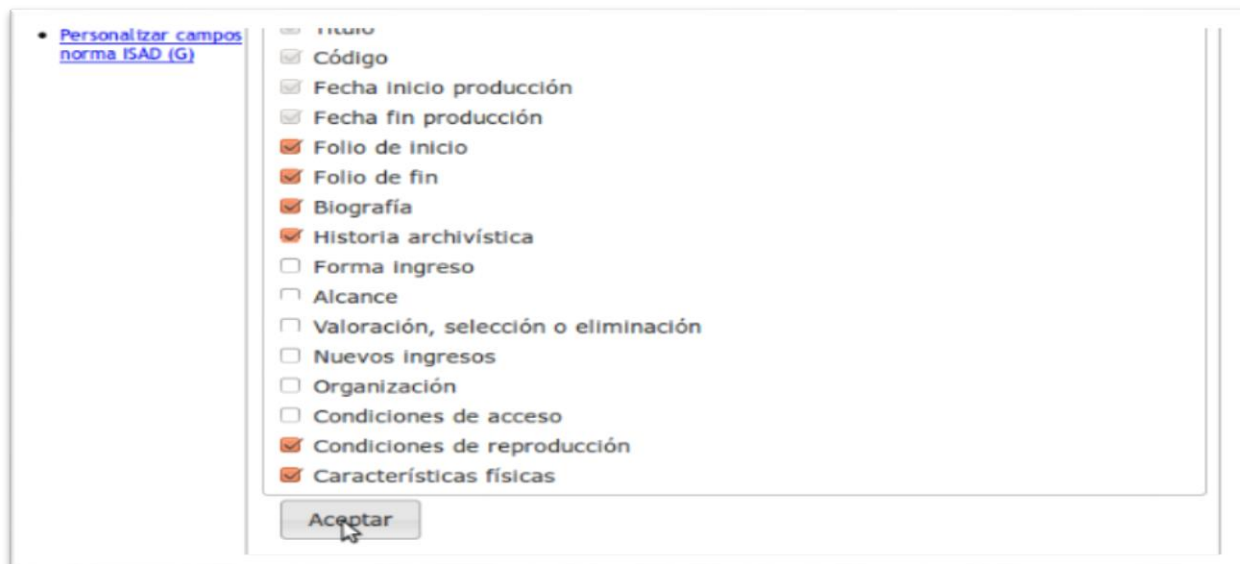 Personalizar campos
norma ISAD (G)
Título
Código
Fecha inicio producción
Fecha fin producción
Folio de inicio
Folio de fin
Biografía
Historia archivística
Forma ingreso
Alcance
Valoración, selección o eliminación
Nuevos ingresos
Organización
Condiciones de acceso
Condiciones de reproducción
Características físicas
Aceptar